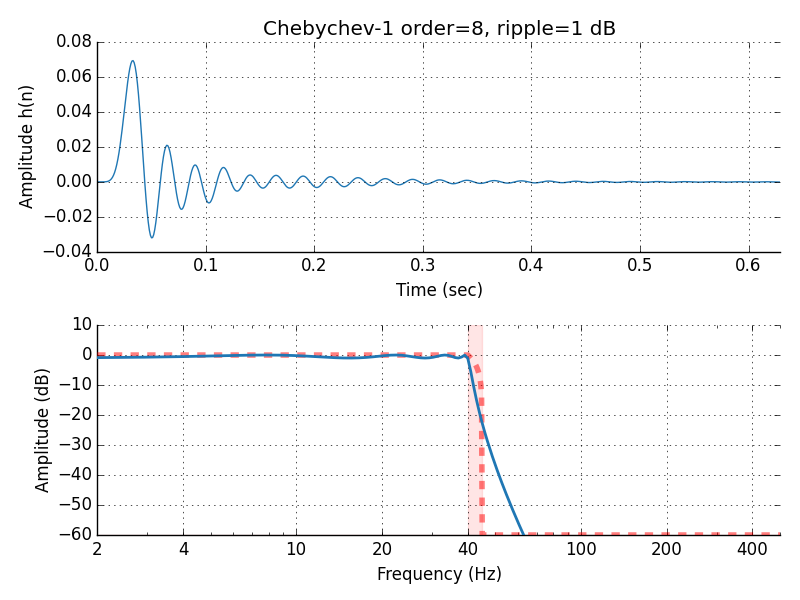 Chebychev-1 order=8, ripple=1 dB
Amplitude h(n)
0.08
0.06
0.04
0.02
0.00
−0.02
−0.04
0.0 0.1 0.2 0.3 0.4 0.5 0.6
Time (sec)
Amplitude (dB)
10
0
−10
−20
−30
−40
−50
−60
2 4 10 20 40 100 200 400
Frequency (Hz)